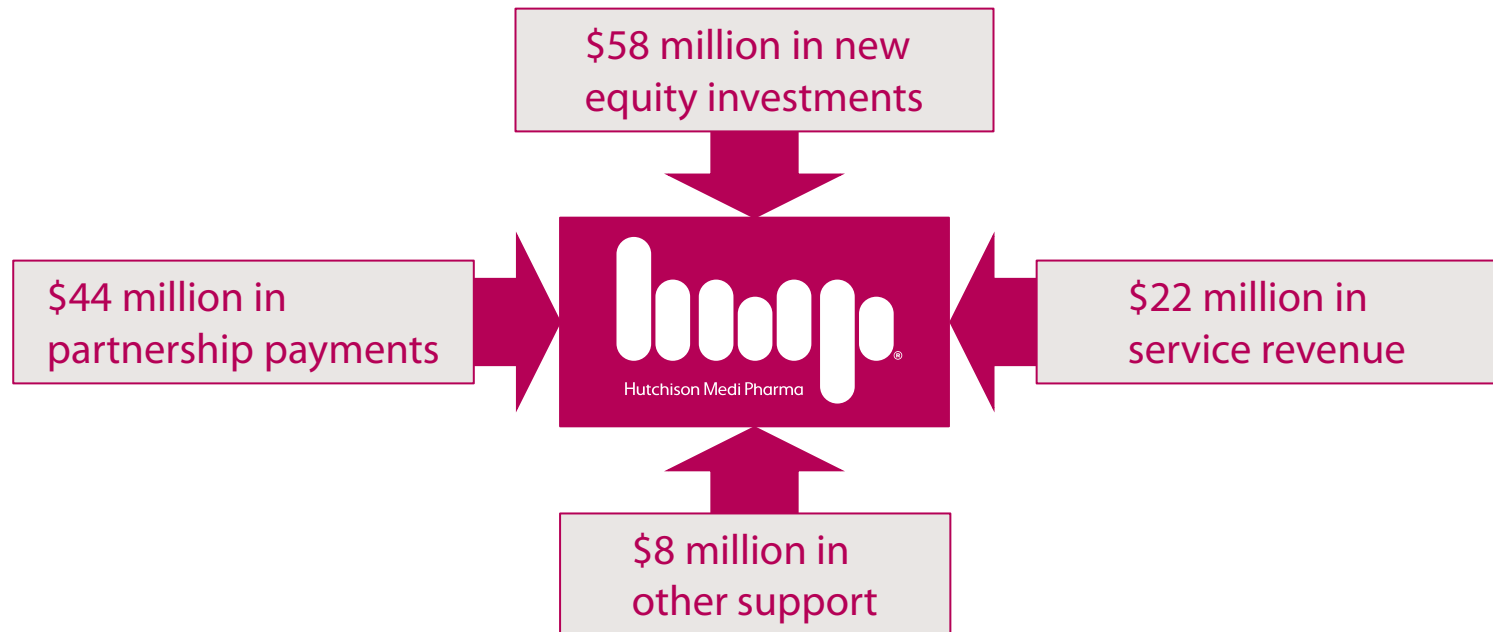 $58 million in new
equity investments
$44 million in
partnership payments
hmp®
Hutchison Medi Pharma
$22 million in
service revenue
$8 million in
other support